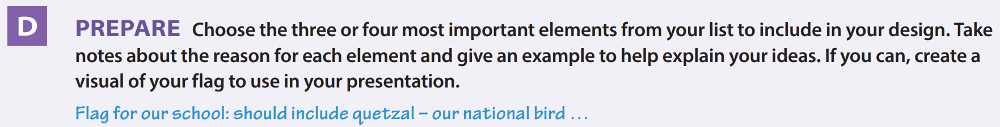 D
PREPARE Choose the three or four most important elements from your list to include in your design. Take
notes about the reason for each element and give an example to help explain your ideas. If you can, create a
visual of your flag to use in your presentation.
Flag for our school: should include quetzal – our national bird ...